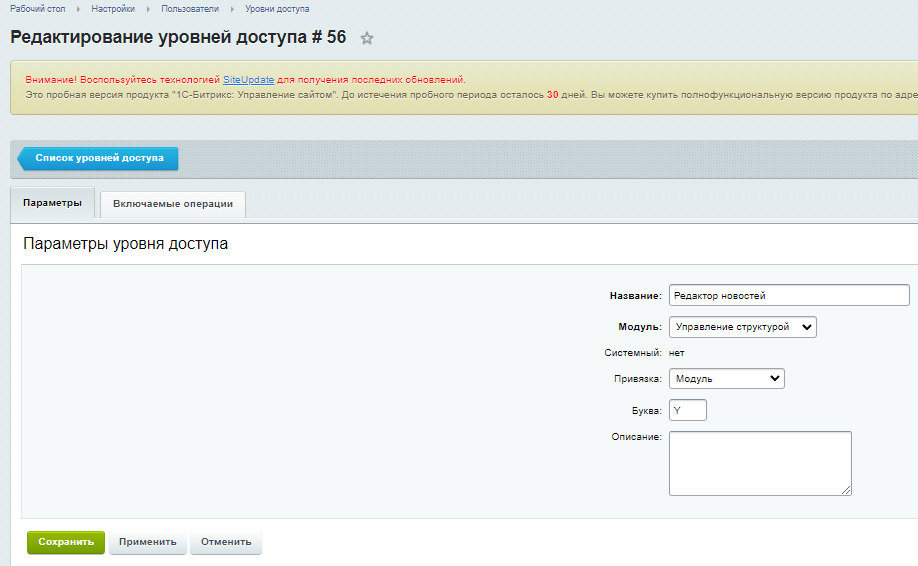 Рабочий стол Настройки Пользователи Уровни доступа
Редактирование уровней доступа # 56
Внимание! Воспользуйтесь технологией SiteUpdate для получения последних обновлений.
Это пробная версия продукта "1С-Битрикс: Управление сайтом". До истечения пробного периода осталось 30 дней. Вы можете купить полнофункциональную версию продукта по адре
Список уровней доступа
Параметры Включаемые операции
Параметры уровня доступа
Название: Редактор новостей
Модуль: Управление структурой
Системный: нет
Привязка: Модуль
Буква: Y
Описание:
Сохранить Применить Отменить